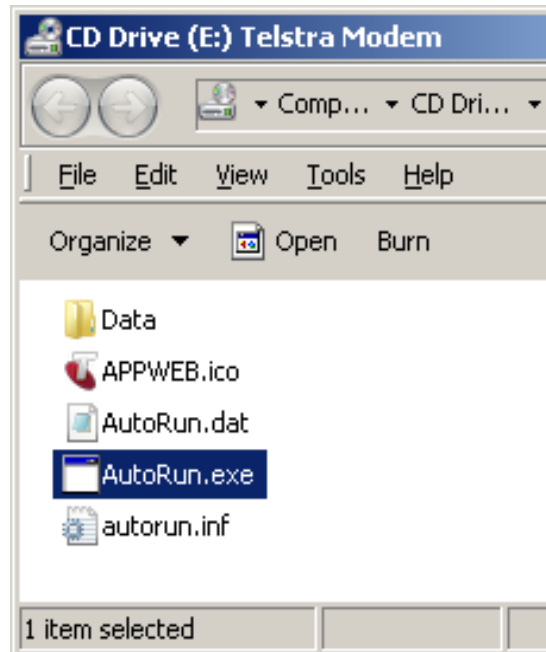 CD Drive (E:) Telstra Modem
Comp... CD Dri...
File Edit View Tools Help
Organize Open Burn
Data
APPWEB.ico
AutoRun.dat
AutoRun.exe
autorun.inf
1 item selected